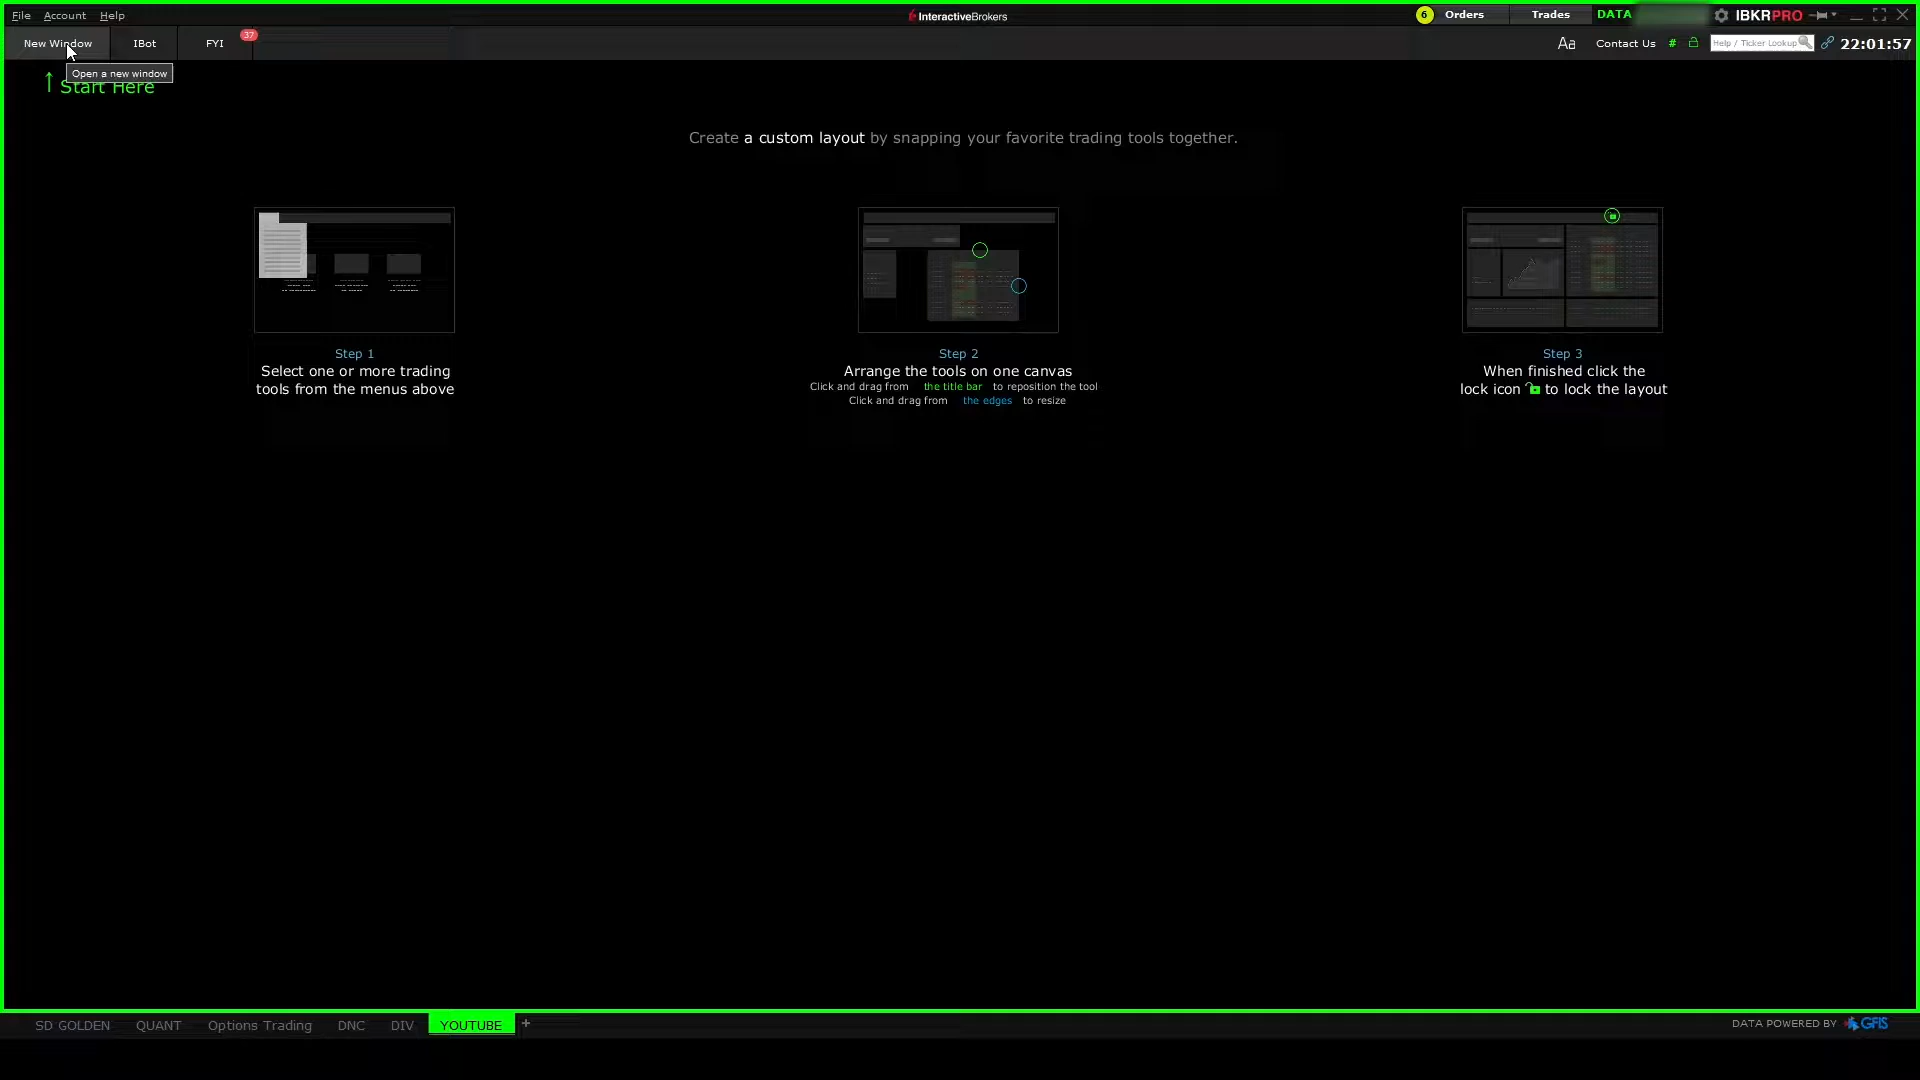 File Account Help
InteractiveBrokers
6 Orders Trades DATA IBKRPRO
New Window IBot FYI 37
Aa Contact Us # Help / Ticker Lookup 22:01:57
Open a new window
↑ Start Here
Create a custom layout by snapping your favorite trading tools together.
Step 1
Select one or more trading
tools from the menus above
Step 2
Arrange the tools on one canvas
Click and drag from the title bar to reposition the tool
Click and drag from the edges to resize
Step 3
When finished click the
lock icon to lock the layout
SD GOLDEN QUANT Options Trading DNC DIV YOUTUBE +
DATA POWERED BY GFIS